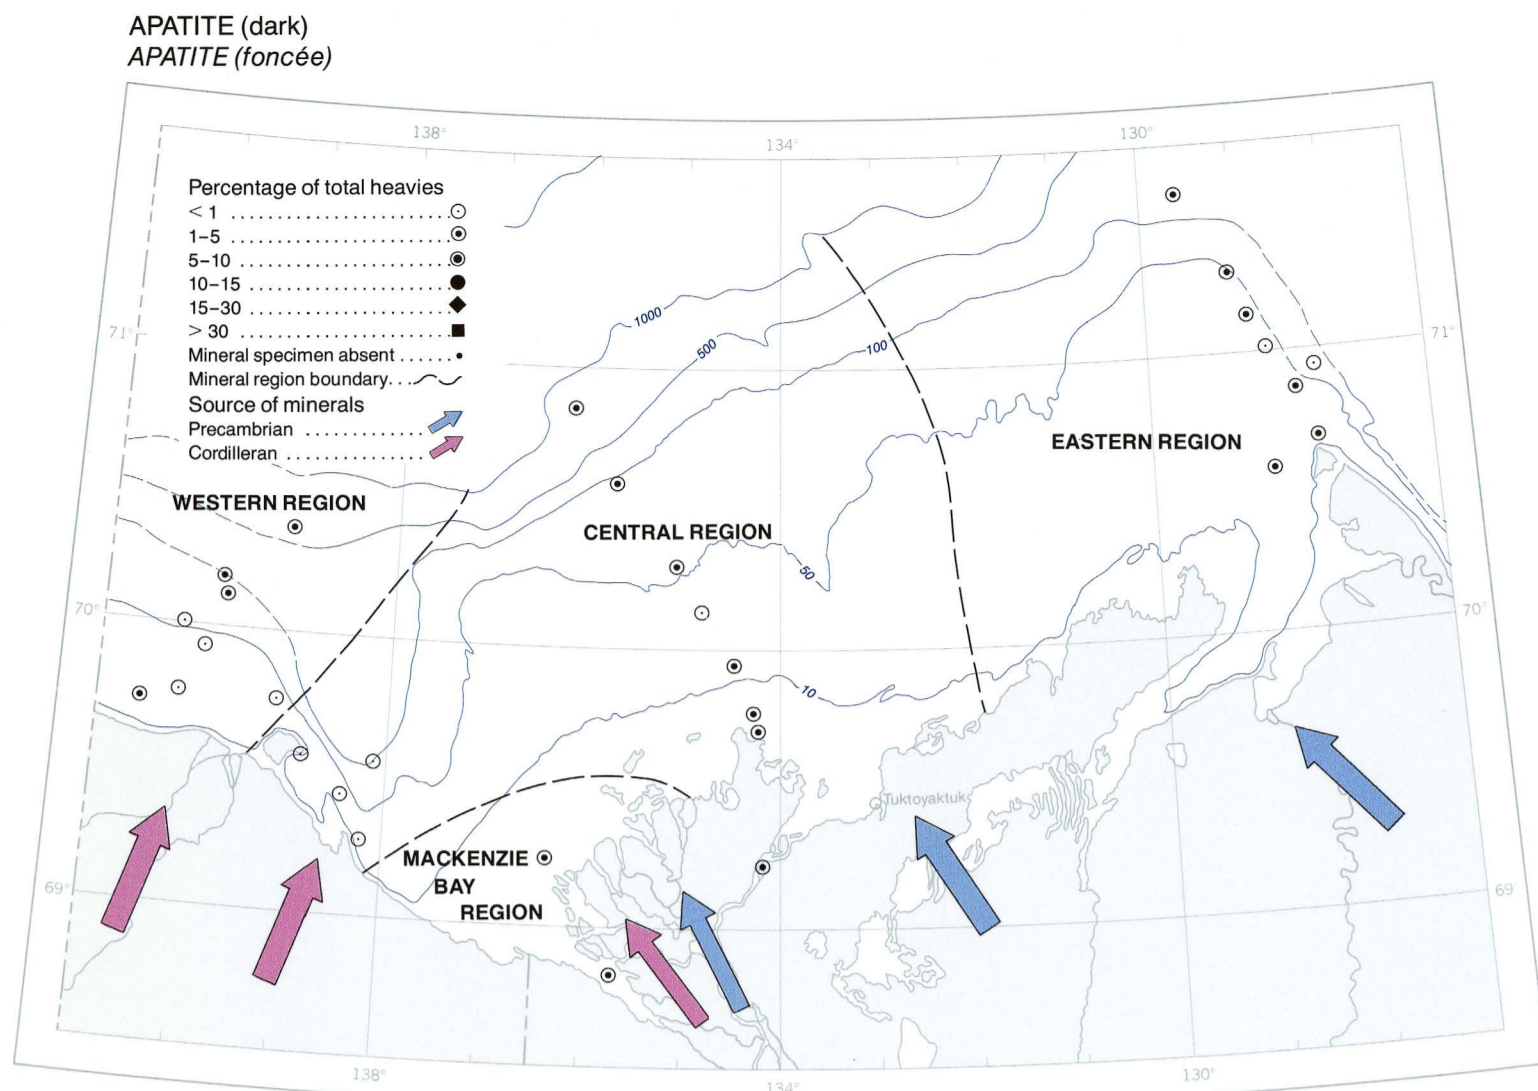 APATITE (dark)
APATITE (foncée)
138°
134°
130°
Percentage of total heavies
< 1 ..............................
1–5 ..............................
5–10 ............................
10–15 ..........................
15–30 ..........................
> 30 ............................
Mineral specimen absent ......
Mineral region boundary...
Source of minerals
Precambrian ................
Cordilleran ..................
1000
500
100
71°
71°
EASTERN REGION
WESTERN REGION
CENTRAL REGION
50
70°
70°
10
Tuktoyaktuk
MACKENZIE
BAY
REGION
69°
69°
138°
134°
130°